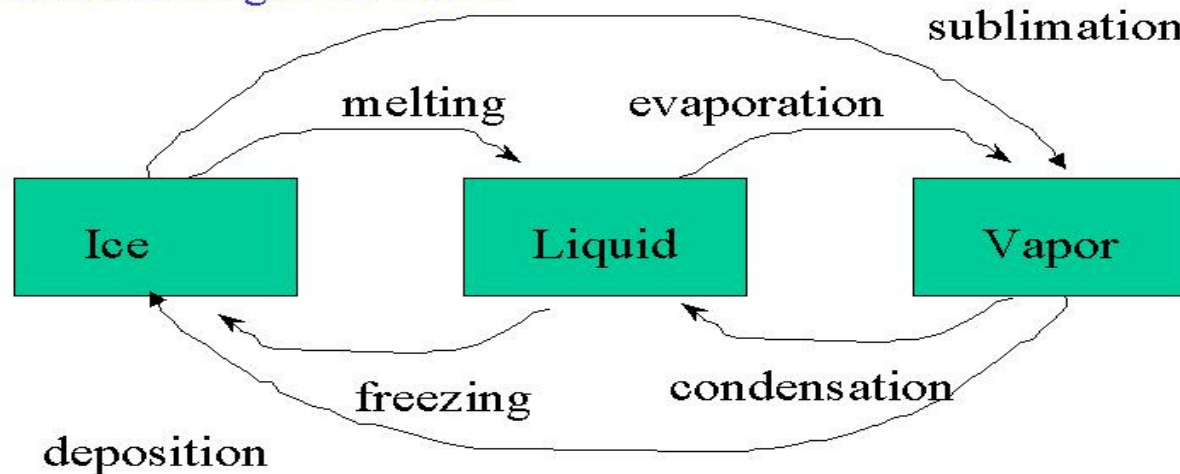 sublimation
melting evaporation
Ice Liquid Vapor
freezing condensation
deposition